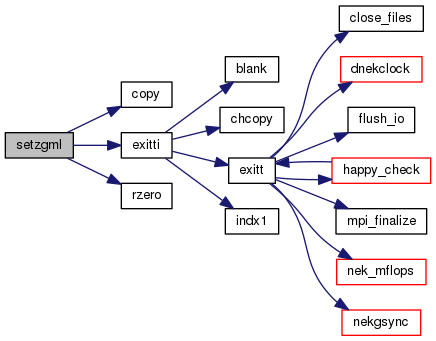 setzgml
copy
exitti
rzero
blank
chcopy
exitt
indx1
close_files
dnekclock
flush_io
happy_check
mpi_finalize
nek_mflops
nekgsync